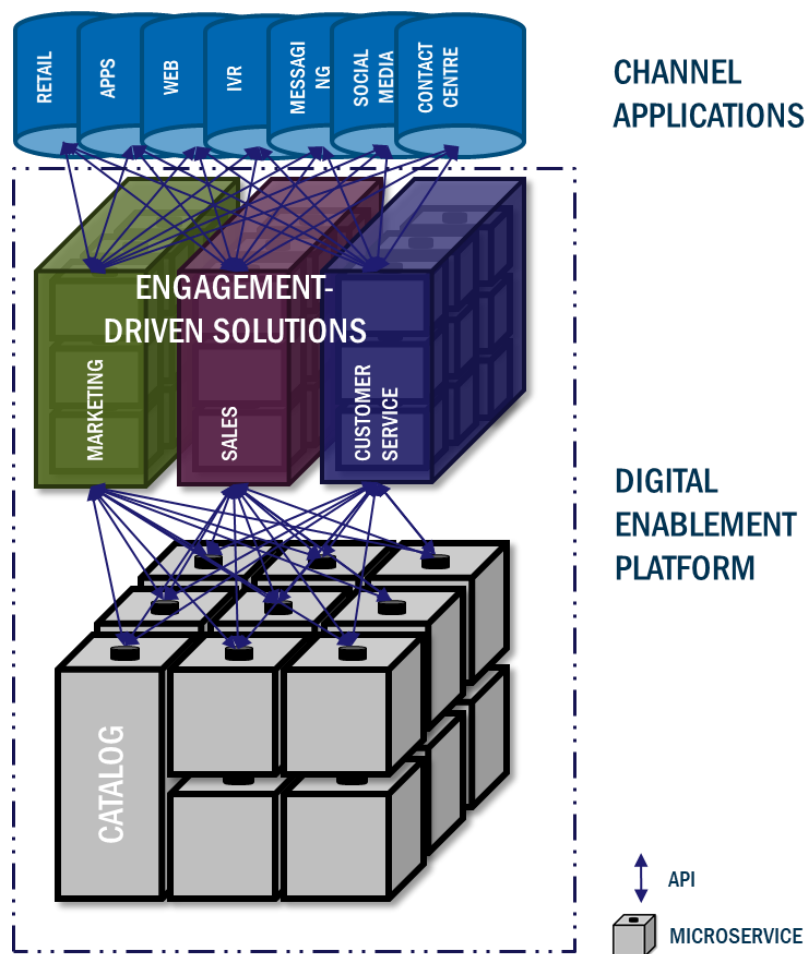 RETAIL
APPS
WEB
IVR
MESSAGI
NG
SOCIAL
MEDIA
CONTACT
CENTRE
CHANNEL
APPLICATIONS
ENGAGEMENT-
DRIVEN SOLUTIONS
MARKETING
SALES
CUSTOMER
SERVICE
DIGITAL
ENABLEMENT
PLATFORM
CATALOG
API
MICROSERVICE